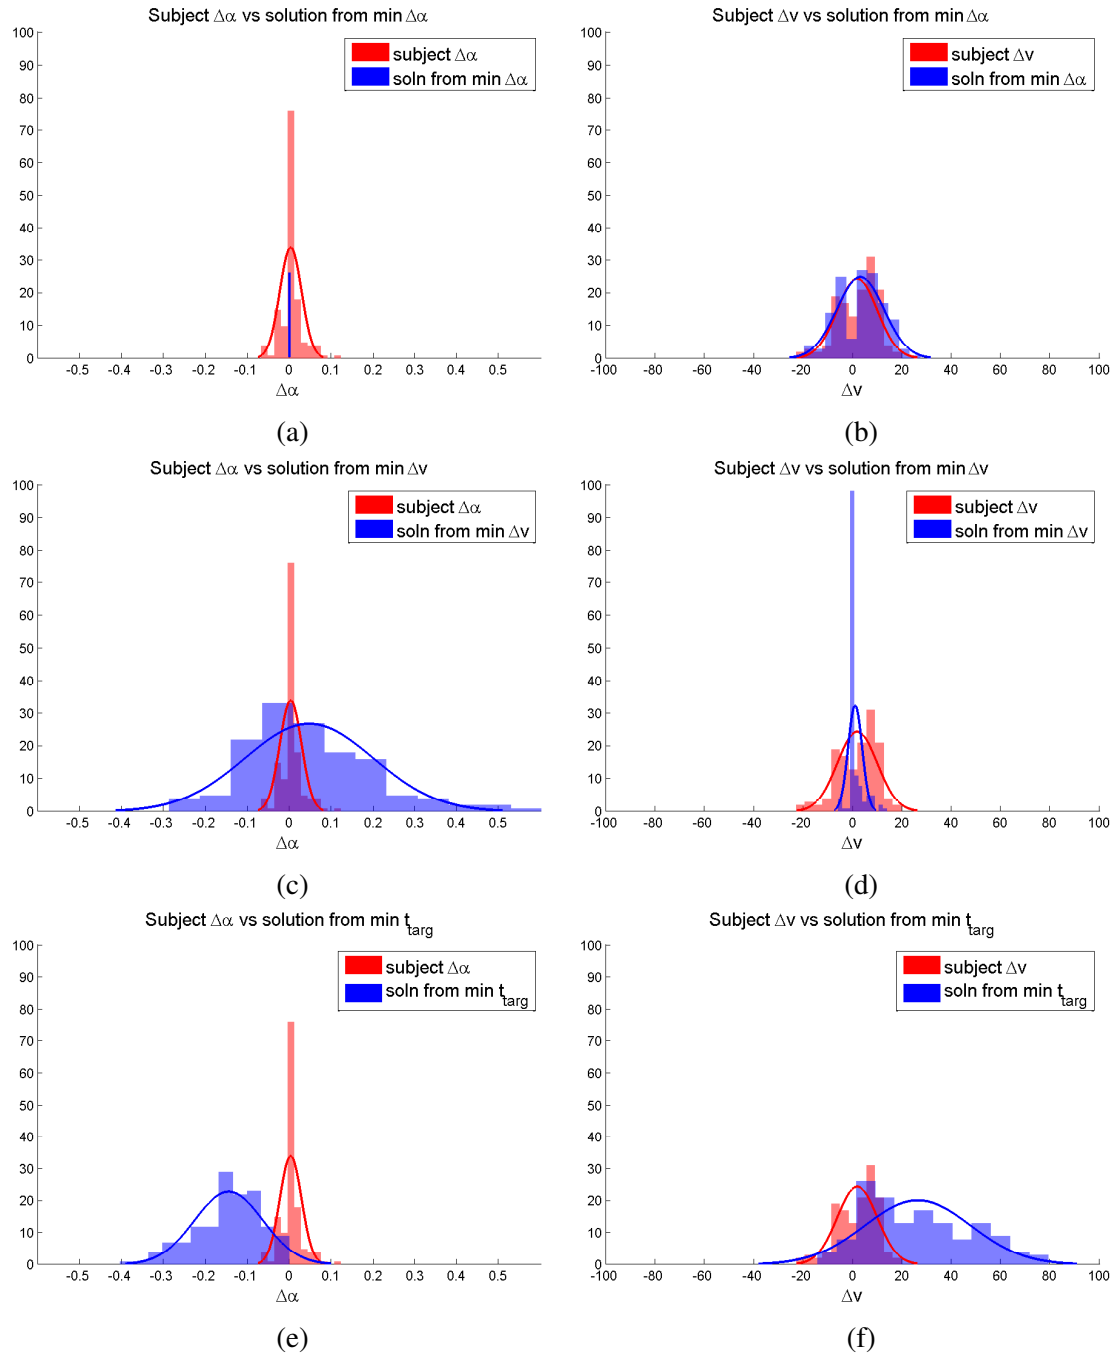 Subject Δα vs solution from min Δα
subject Δα
soln from min Δα
100
90
80
70
60
50
40
30
20
10
0
-0.5 -0.4 -0.3 -0.2 -0.1 0 0.1 0.2 0.3 0.4 0.5
Δα
(a)
Subject Δv vs solution from min Δα
subject Δv
soln from min Δα
100
90
80
70
60
50
40
30
20
10
0
-100 -80 -60 -40 -20 0 20 40 60 80 100
Δv
(b)
Subject Δα vs solution from min Δv
subject Δα
soln from min Δv
100
90
80
70
60
50
40
30
20
10
0
-0.5 -0.4 -0.3 -0.2 -0.1 0 0.1 0.2 0.3 0.4 0.5
Δα
(c)
Subject Δv vs solution from min Δv
subject Δv
soln from min Δv
100
90
80
70
60
50
40
30
20
10
0
-100 -80 -60 -40 -20 0 20 40 60 80 100
Δv
(d)
Subject Δα vs solution from min t_targ
subject Δα
soln from min t_targ
100
90
80
70
60
50
40
30
20
10
0
-0.5 -0.4 -0.3 -0.2 -0.1 0 0.1 0.2 0.3 0.4 0.5
Δα
(e)
Subject Δv vs solution from min t_targ
subject Δv
soln from min t_targ
100
90
80
70
60
50
40
30
20
10
0
-100 -80 -60 -40 -20 0 20 40 60 80 100
Δv
(f)